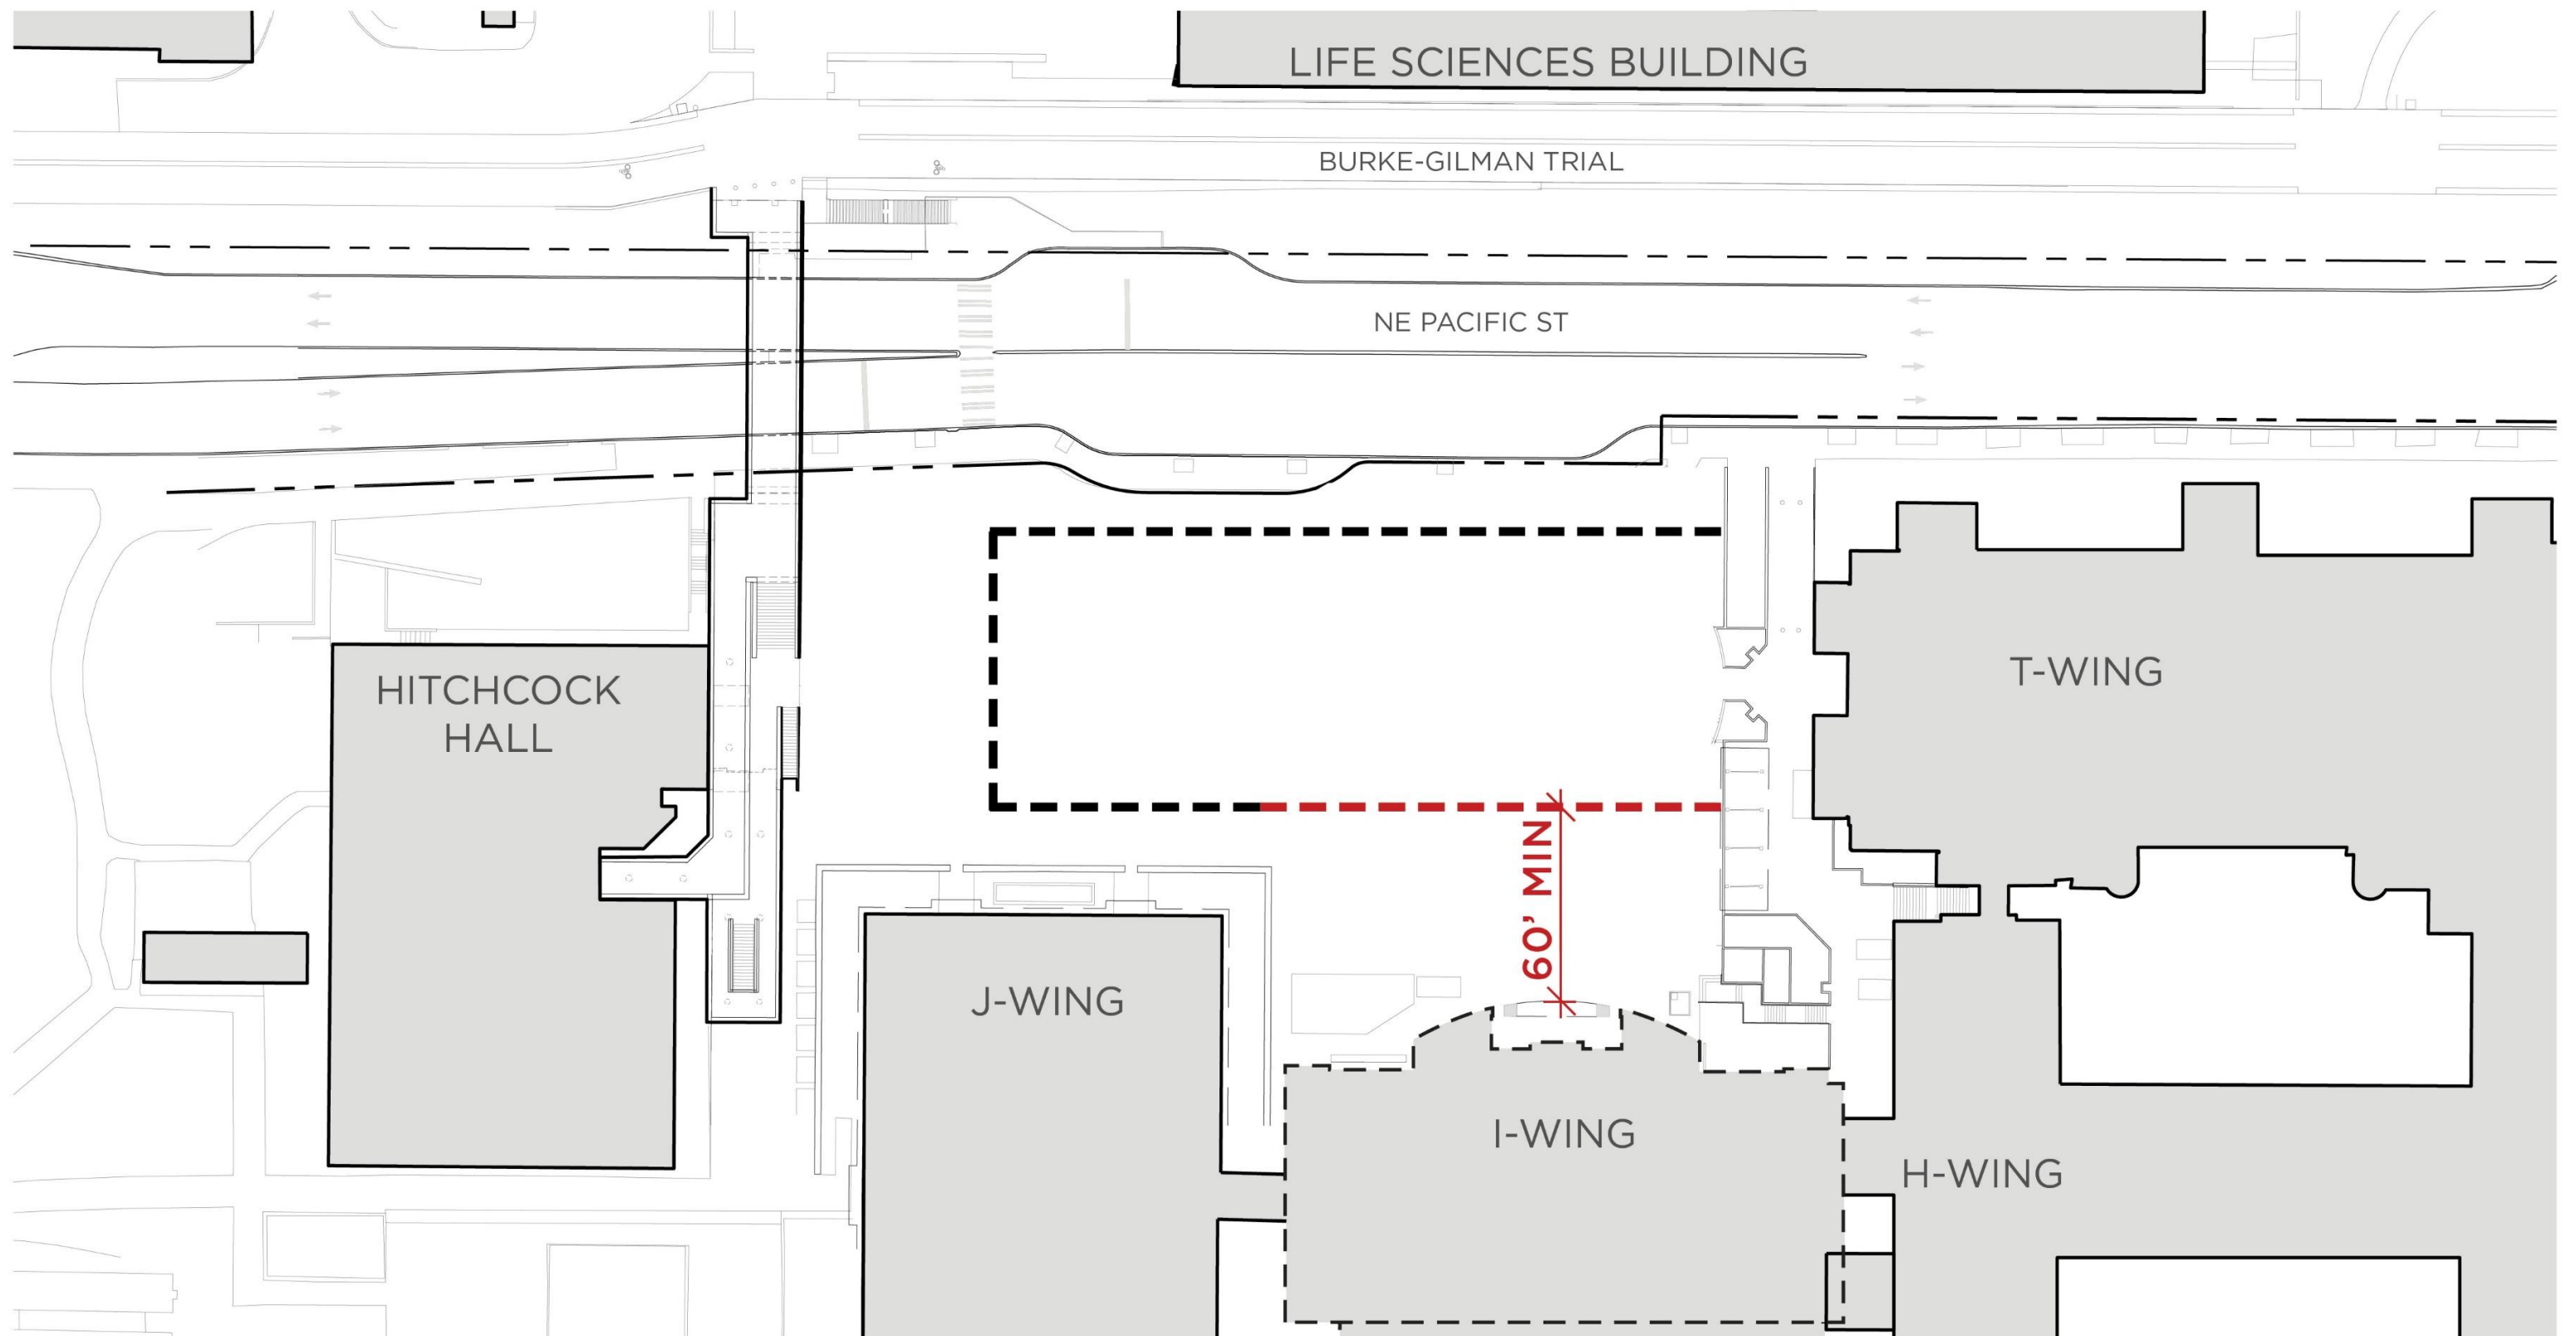 LIFE SCIENCES BUILDING
BURKE-GILMAN TRIAL
NE PACIFIC ST
HITCHCOCK
HALL
T-WING
60' MIN
J-WING
I-WING
H-WING